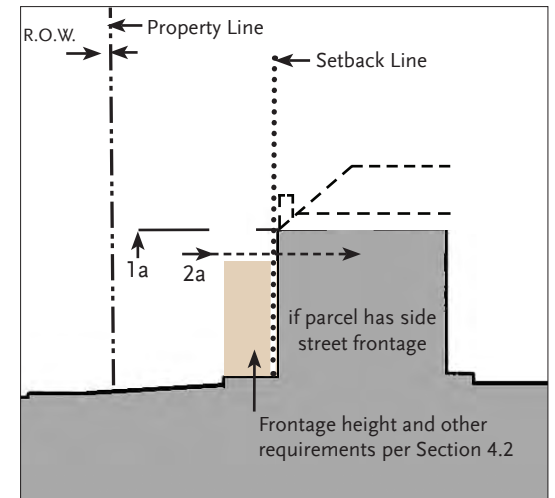 Property Line
R.O.W.
Setback Line
1a
2a
if parcel has side
street frontage
Frontage height and other
requirements per Section 4.2